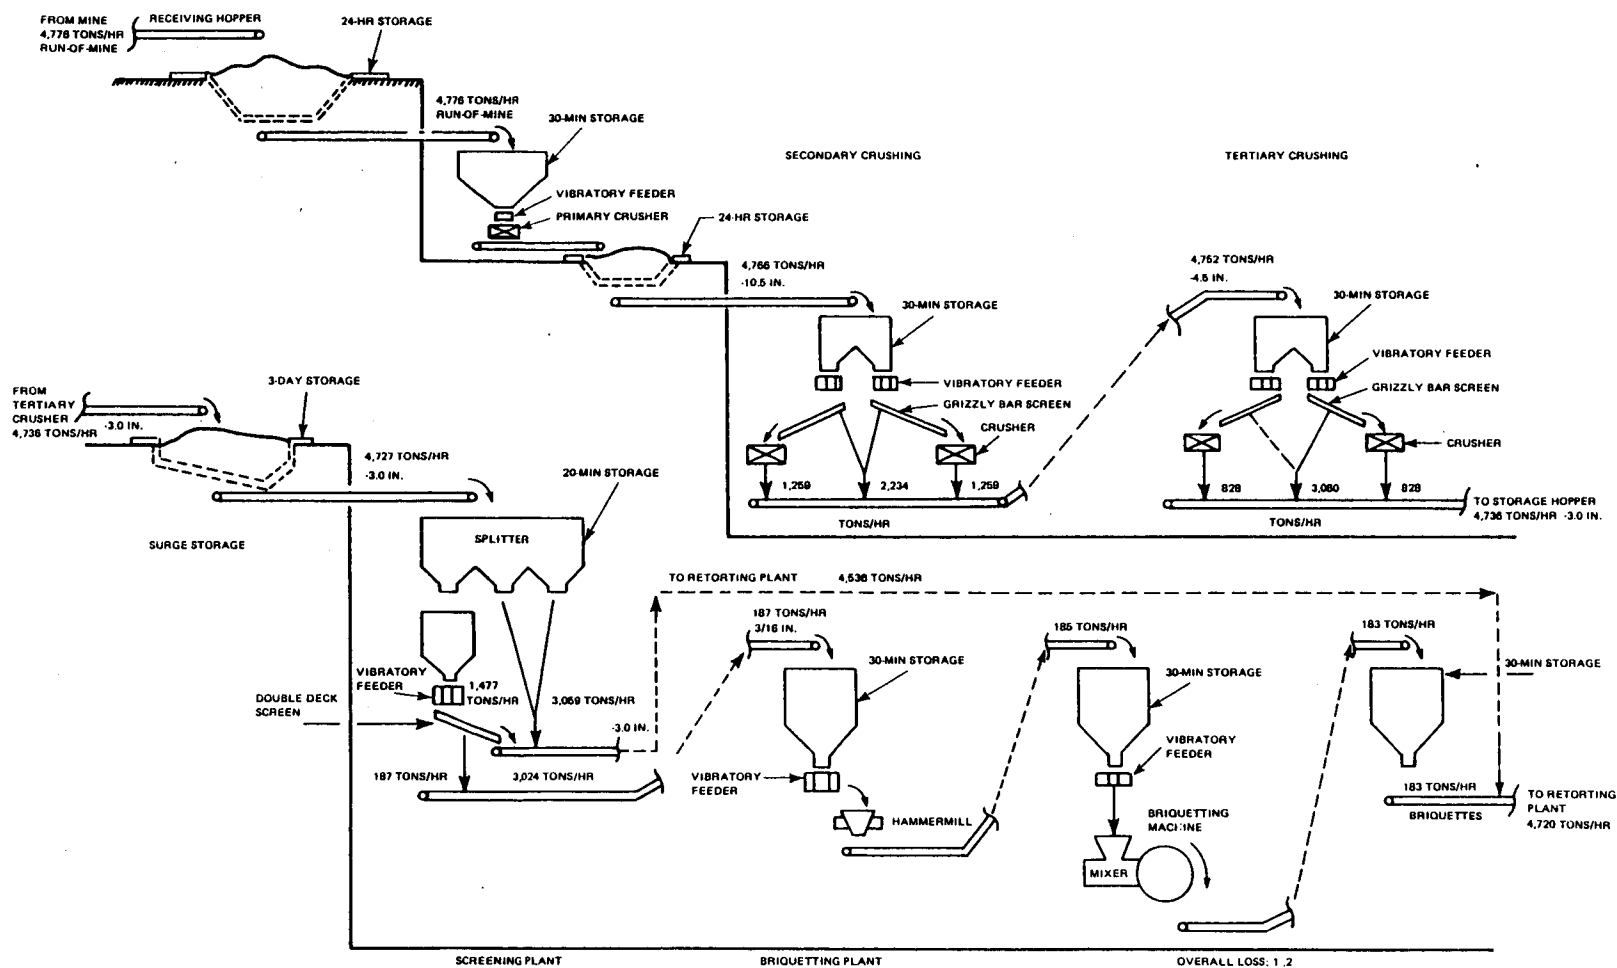 FROM MINE
4,776 TONS/HR
RUN-OF-MINE
RECEIVING HOPPER
24-HR STORAGE
4,776 TONS/HR
RUN-OF-MINE
30-MIN STORAGE
VIBRATORY FEEDER
PRIMARY CRUSHER
24-HR STORAGE
SECONDARY CRUSHING
4,766 TONS/HR
-10.5 IN.
30-MIN STORAGE
VIBRATORY FEEDER
GRIZZLY BAR SCREEN
CRUSHER
1,259
2,234
1,259
TONS/HR
TERTIARY CRUSHING
4,752 TONS/HR
-4.5 IN.
30-MIN STORAGE
VIBRATORY FEEDER
GRIZZLY BAR SCREEN
CRUSHER
828
3,080
828
TONS/HR
TO STORAGE HOPPER
4,736 TONS/HR -3.0 IN.
FROM
TERTIARY
CRUSHER
4,736 TONS/HR
-3.0 IN.
3-DAY STORAGE
4,727 TONS/HR
-3.0 IN.
SURGE STORAGE
20-MIN STORAGE
SPLITTER
VIBRATORY
FEEDER
1,477
TONS/HR
DOUBLE DECK
SCREEN
3,059 TONS/HR
-3.0 IN.
187 TONS/HR
3,024 TONS/HR
TO RETORTING PLANT 4,536 TONS/HR
187 TONS/HR
3/16 IN.
30-MIN STORAGE
VIBRATORY
FEEDER
HAMMERMILL
185 TONS/HR
30-MIN STORAGE
VIBRATORY
FEEDER
BRIQUETTING
MACHINE
MIXER
183 TONS/HR
30-MIN STORAGE
183 TONS/HR
BRIQUETTES
TO RETORTING
PLANT
4,720 TONS/HR
SCREENING PLANT
BRIQUETTING PLANT
OVERALL LOSS: 1.2